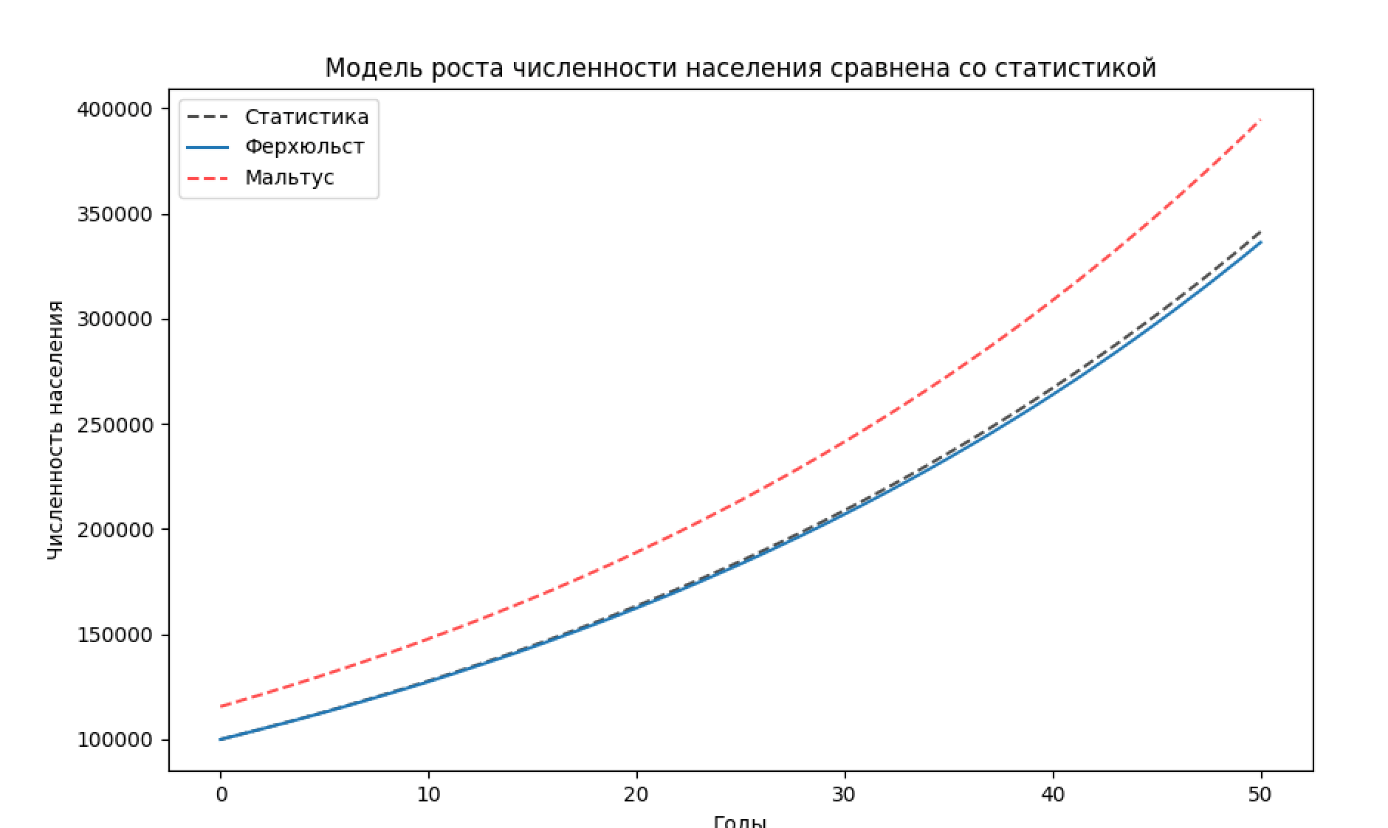 Модель роста численности населения сравнена со статистикой
400000
350000
300000
250000
200000
150000
100000
Численность населения
Статистика
Ферхюльст
Мальтус
0 10 20 30 40 50
Годы